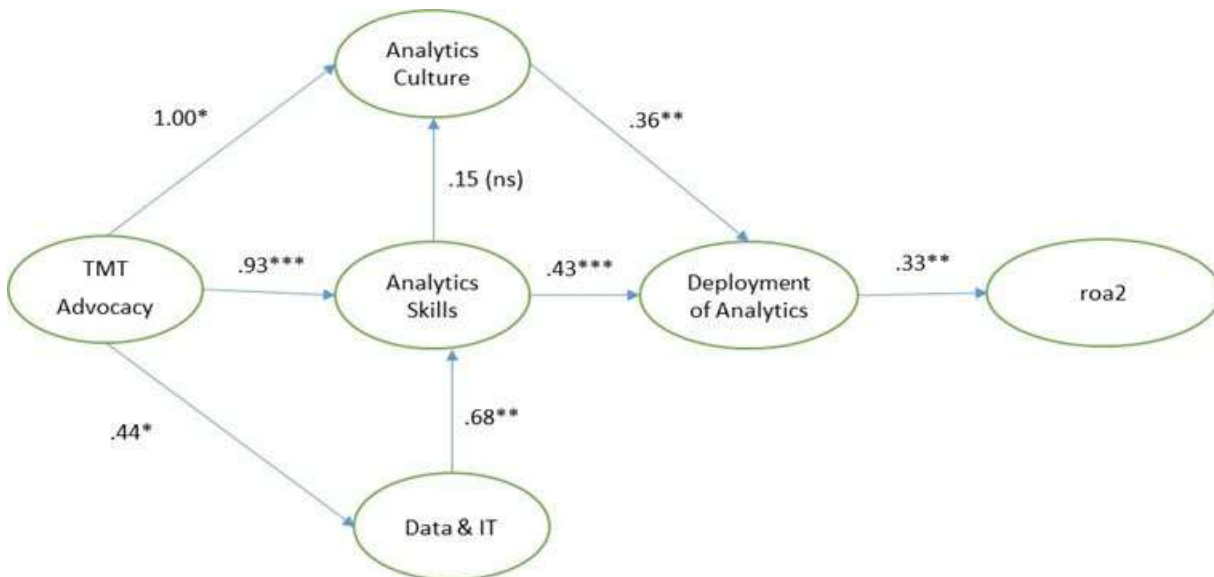 Analytics
Culture
1.00*
.36**
.15 (ns)
TMT
Advocacy
.93***
Analytics
Skills
.43***
Deployment
of Analytics
.33**
roa2
.44*
.68**
Data & IT